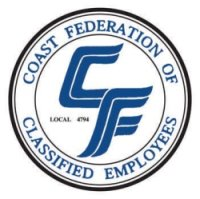 COAST FEDERATION OF
CF
LOCAL 4794
CLASSIFIED EMPLOYEES